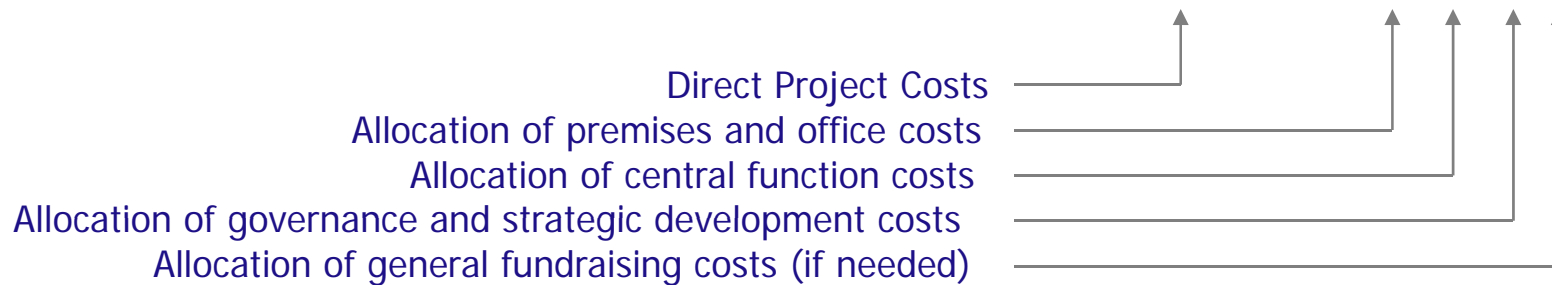 Direct Project Costs
Allocation of premises and office costs
Allocation of central function costs
Allocation of governance and strategic development costs
Allocation of general fundraising costs (if needed)